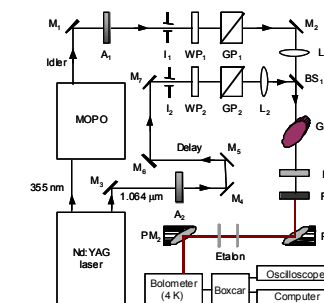 M1
A1
I1
WP1
GP1
M2
Idler
L
M7
BS1
MOPO
I2
WP2
GP2
L2
G
M6
Delay
M5
355 nm
M3
1.064 µm
M4
A2
Nd:YAG
laser
PM2
Etalon
P
Bolometer
(4 K)
Boxcar
Oscilloscope
Computer